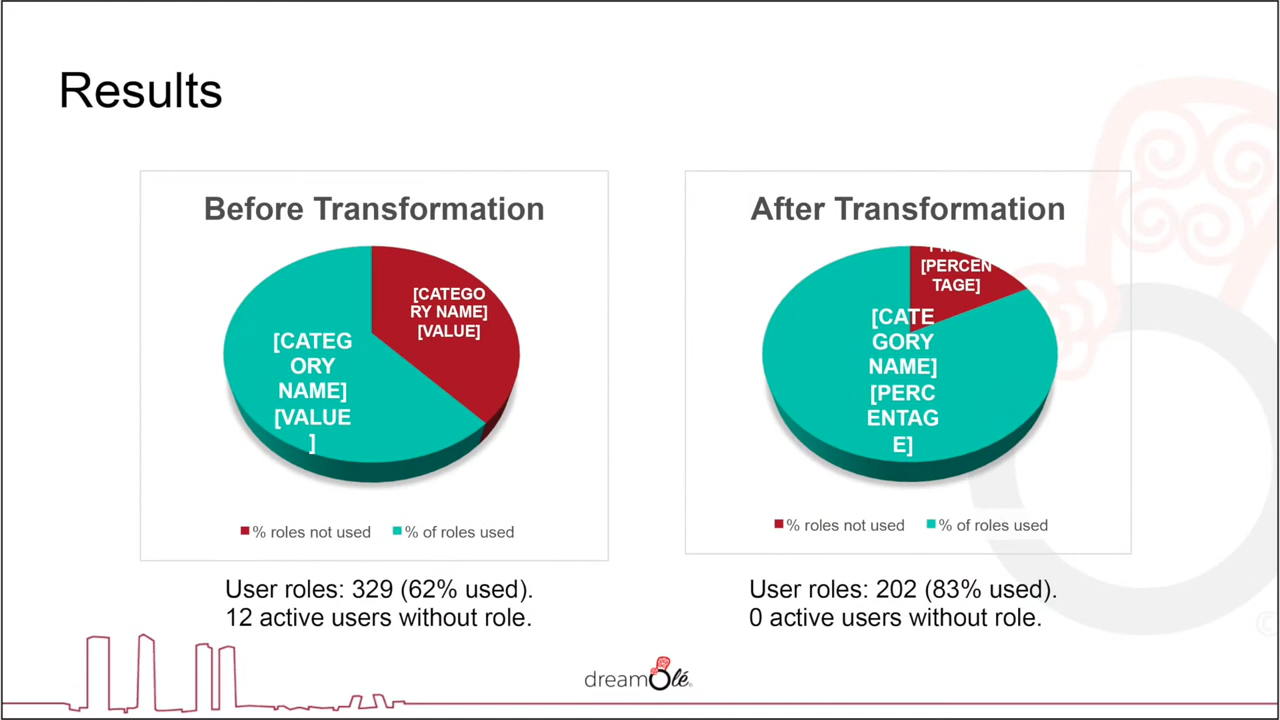 Results
Before Transformation
[CATEGO
RY NAME]
[VALUE]
[CATEG
ORY
NAME]
[VALUE
]
% roles not used
% of roles used
User roles: 329 (62% used).
12 active users without role.
After Transformation
[PERCEN
TAGE]
[CATE
GORY
NAME]
[PERC
ENTAG
E]
% roles not used
% of roles used
User roles: 202 (83% used).
0 active users without role.
dreamOlé